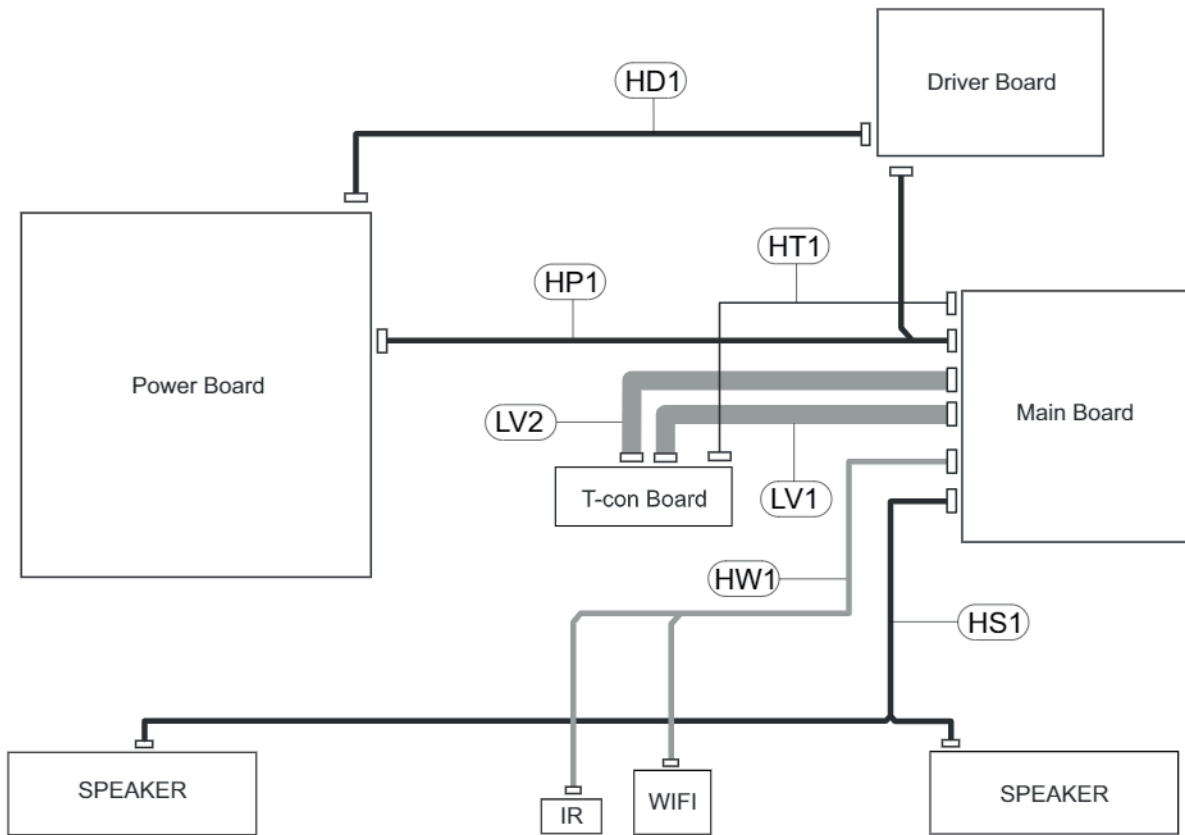 HD1
Driver Board
HT1
HP1
Power Board
Main Board
LV2
T-con Board
LV1
HW1
HS1
SPEAKER
IR
WIFI
SPEAKER